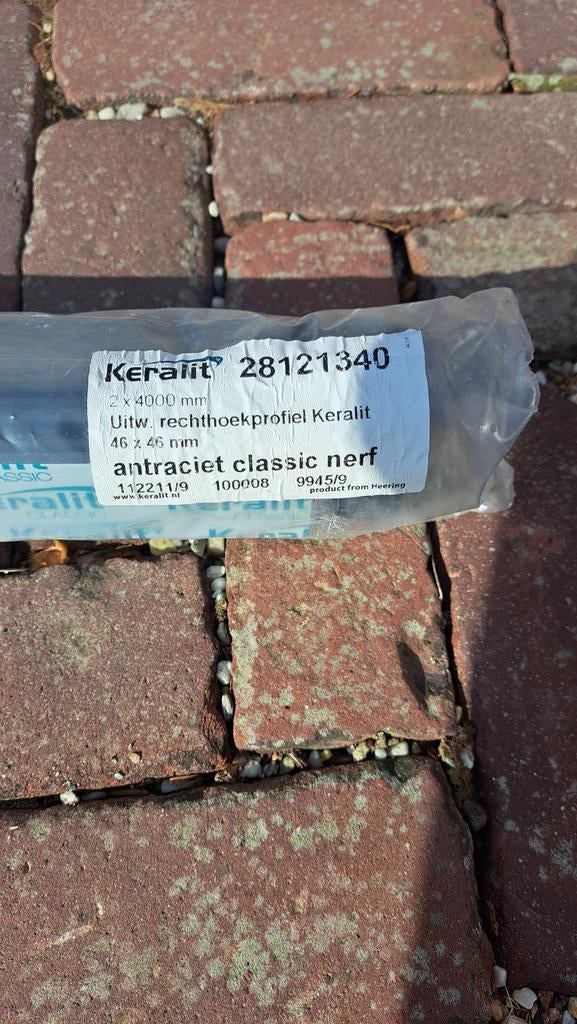 Keralit 28121340
2 x 4000 mm
Uitw. rechthoekprofiel Keralit
46 x 46 mm
antraciet classic nerf
112211/9 100008 9945/9
www.keralit.nl product from Heering
Keralit